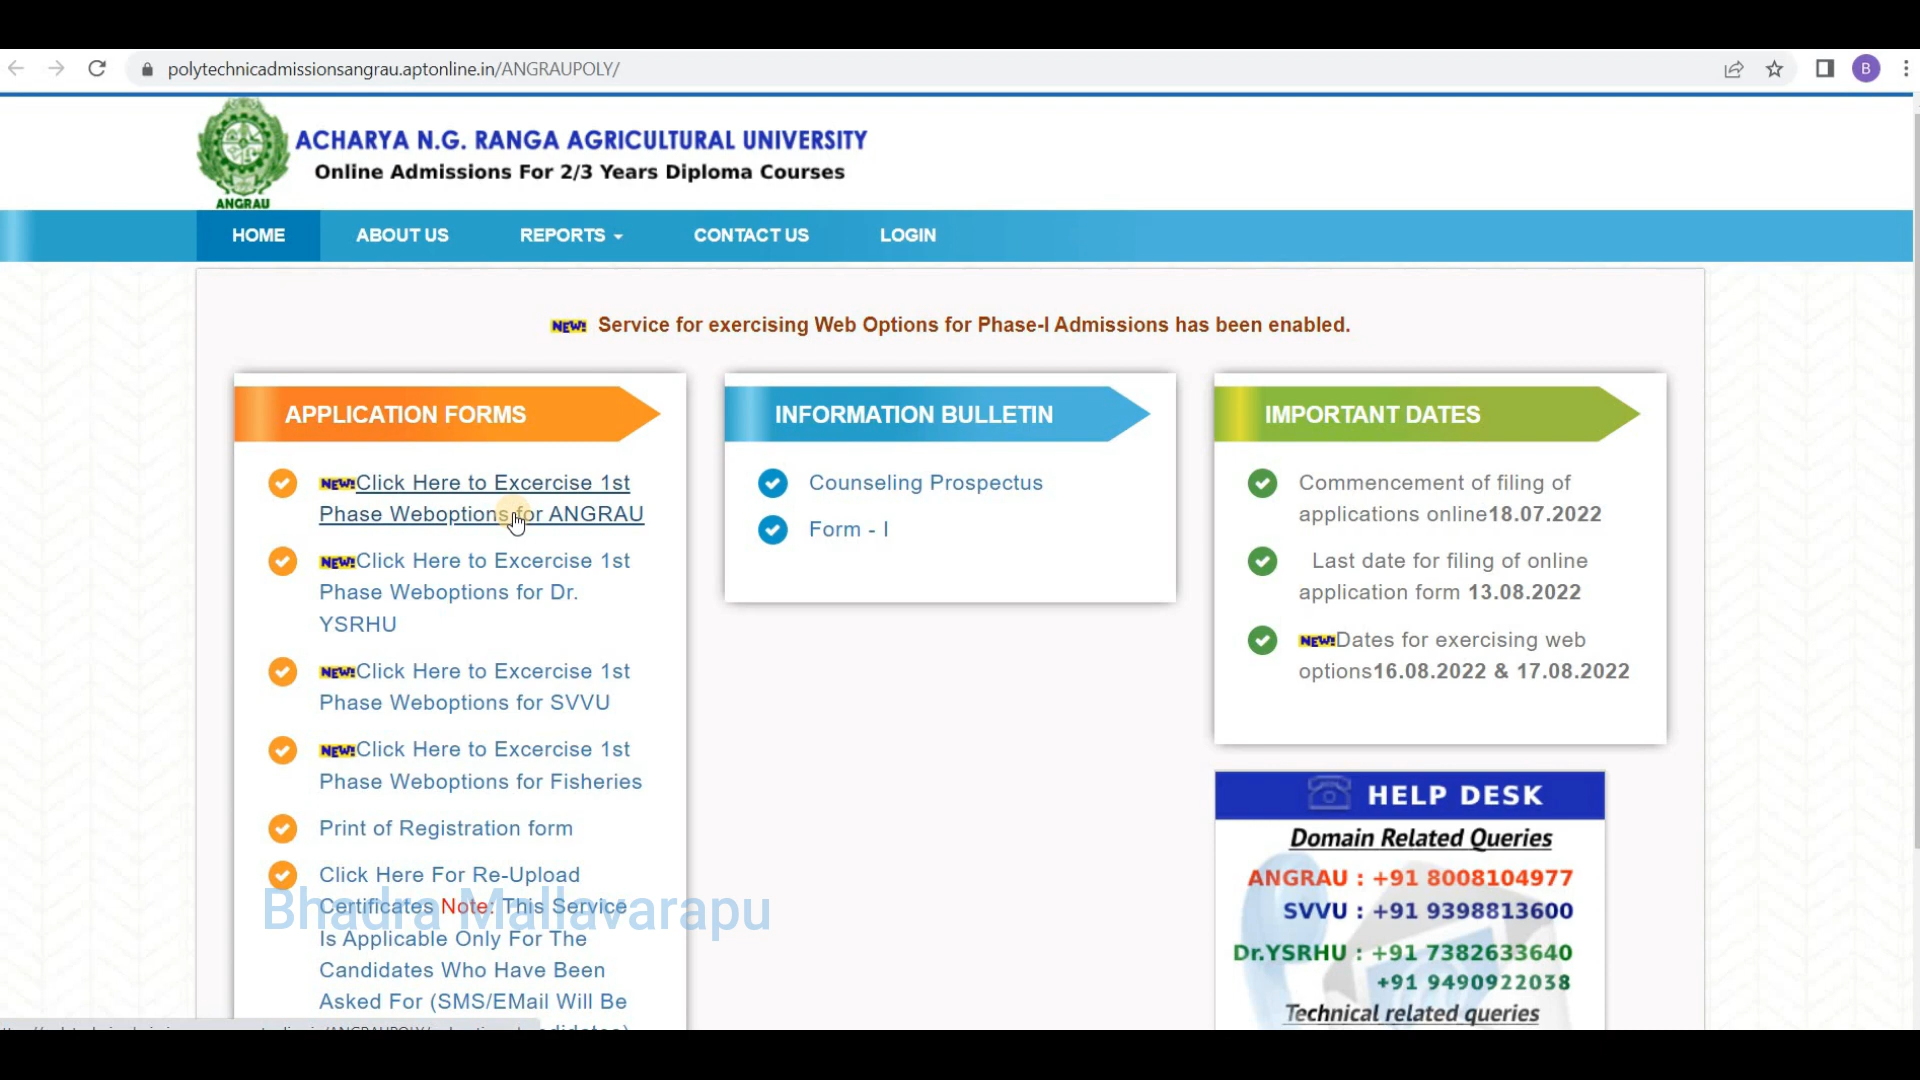 polytechnicadmissionsangrau.aptonline.in/ANGRAUPOLY/
B
ACHARYA N.G. RANGA AGRICULTURAL UNIVERSITY
Online Admissions For 2/3 Years Diploma Courses
ANGRAU
HOME ABOUT US REPORTS CONTACT US LOGIN
NEW! Service for exercising Web Options for Phase-I Admissions has been enabled.
APPLICATION FORMS
NEW!Click Here to Excercise 1st
Phase Weboptions for ANGRAU
NEW!Click Here to Excercise 1st
Phase Weboptions for Dr.
YSRHU
NEW!Click Here to Excercise 1st
Phase Weboptions for SVVU
NEW!Click Here to Excercise 1st
Phase Weboptions for Fisheries
Print of Registration form
Click Here For Re-Upload
Certificates Note: This Service
Is Applicable Only For The
Candidates Who Have Been
Asked For (SMS/EMail Will Be
Bhadra Mallavarapu
INFORMATION BULLETIN
Counseling Prospectus
Form - I
IMPORTANT DATES
Commencement of filing of
applications online18.07.2022
Last date for filing of online
application form 13.08.2022
NEW!Dates for exercising web
options16.08.2022 & 17.08.2022
HELP DESK
Domain Related Queries
ANGRAU : +91 8008104977
SVVU : +91 9398813600
Dr.YSRHU : +91 7382633640
+91 9490922038
Technical related queries